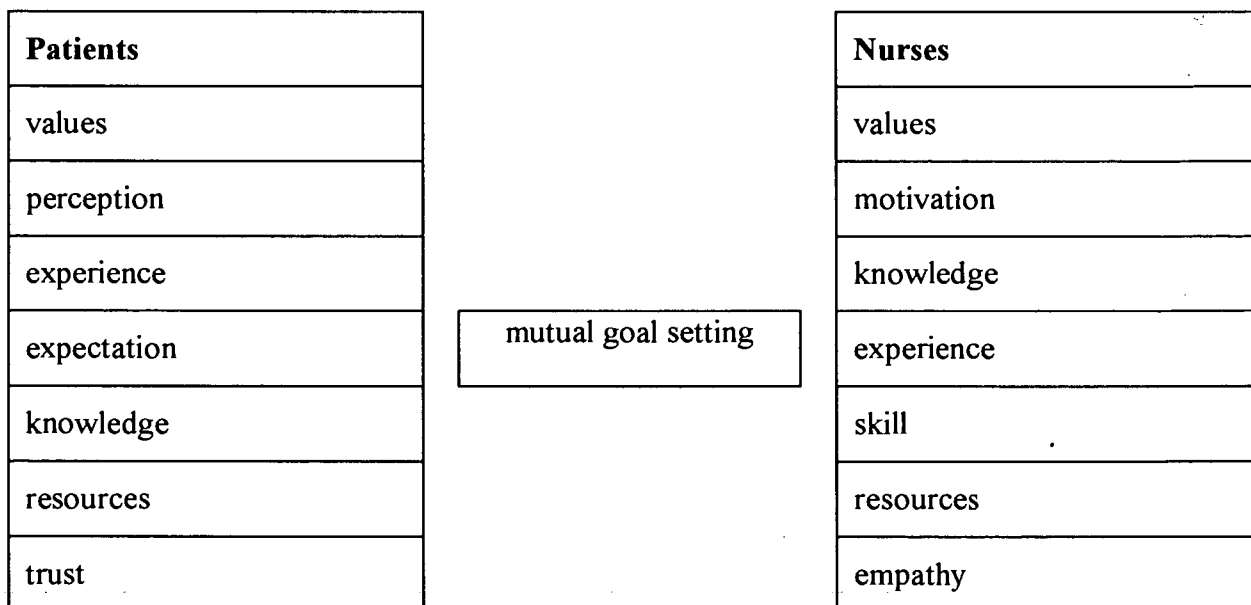 Patients
values
perception
experience
expectation
knowledge
resources
trust
mutual goal setting
Nurses
values
motivation
knowledge
experience
skill
resources
empathy